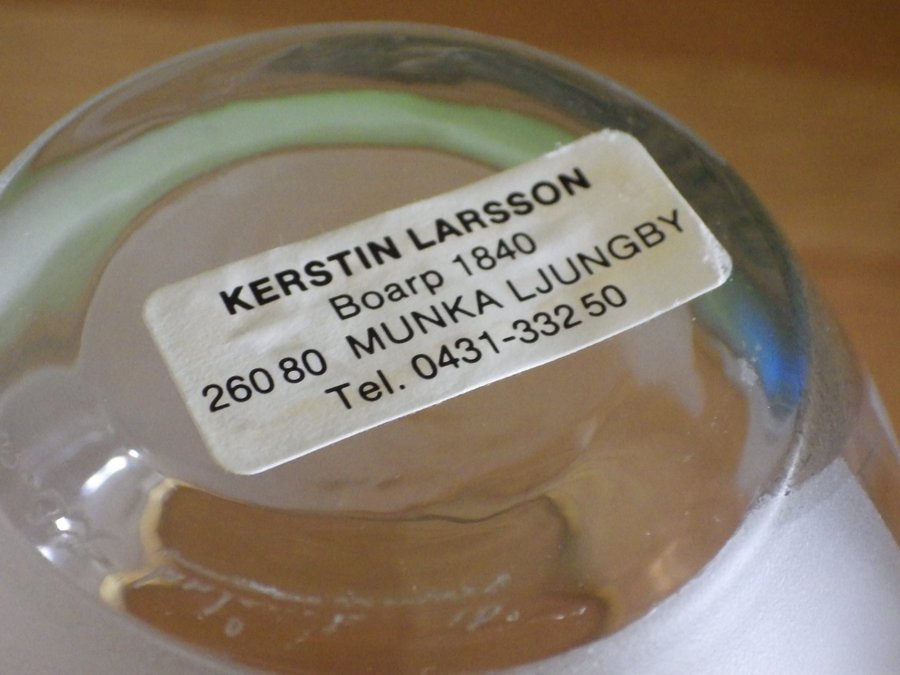 KERSTIN LARSSON
Boarp 1840
260 80 MUNKA LJUNGBY
Tel. 0431-332 50